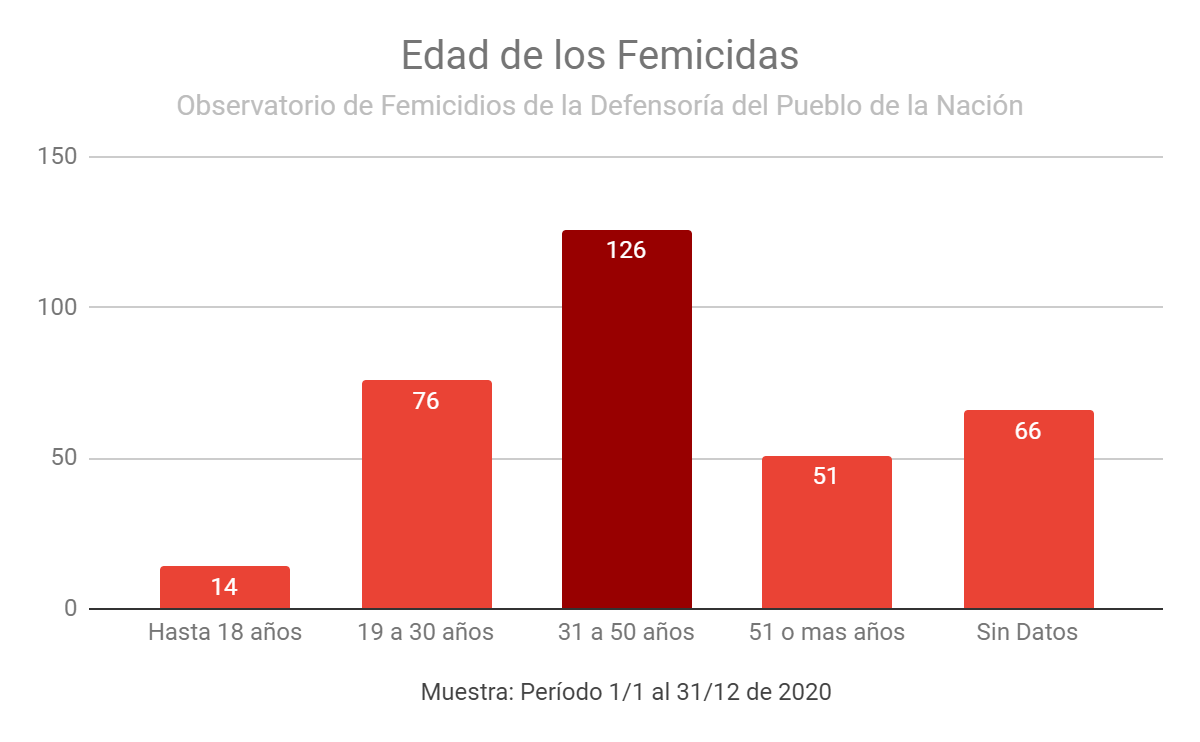 Edad de los Femicidas
Observatorio de Femicidios de la Defensoría del Pueblo de la Nación
150
100
50
0
14
76
126
51
66
Hasta 18 años
19 a 30 años
31 a 50 años
51 o mas años
Sin Datos
Muestra: Período 1/1 al 31/12 de 2020